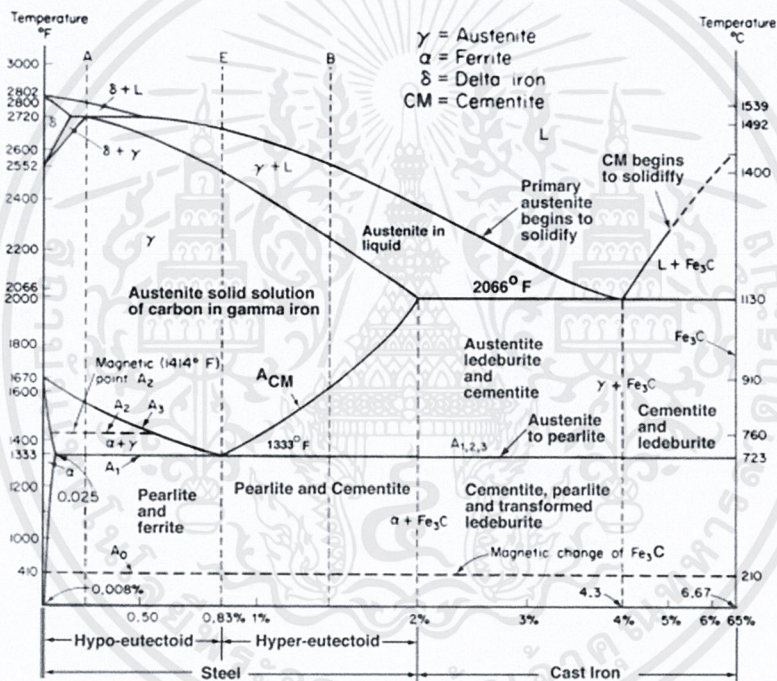 Temperature
°F
Temperature
°C
γ = Austenite
α = Ferrite
δ = Delta iron
CM = Cementite
A
E
B
L
3000
2802
2800
2720
2600
2552
2400
2200
2066
2000
1800
1670
1600
1400
1333
1200
1000
410
1539
1492
1400
1130
910
760
723
210
δ + L
δ
δ + γ
γ + L
γ
CM begins
to solidiffy
Primary
austenite
begins to
solidify
Austenite in
liquid
L + Fe₃C
2066° F
Austenite solid solution
of carbon in gamma iron
Austentite
ledeburite
and
cementite
Fe₃C
Magnetic (1414° F)
point A₂
A_CM
γ + Fe₃C
Cementite
and
ledeburite
A₂
A₃
α+γ
1333°F
A₁,₂,₃
Austenite
to pearlite
A₁
α
0.025
Pearlite
and
ferrite
Pearlite and Cementite
Cementite, pearlite
and transformed
ledeburite
α + Fe₃C
A₀
Magnetic change of Fe₃C
0.008%
4.3
6.67
0.50
0.83%
1%
2%
3%
4%
5%
6%
65%
Hypo-eutectoid
Hyper-eutectoid
Steel
Cast Iron